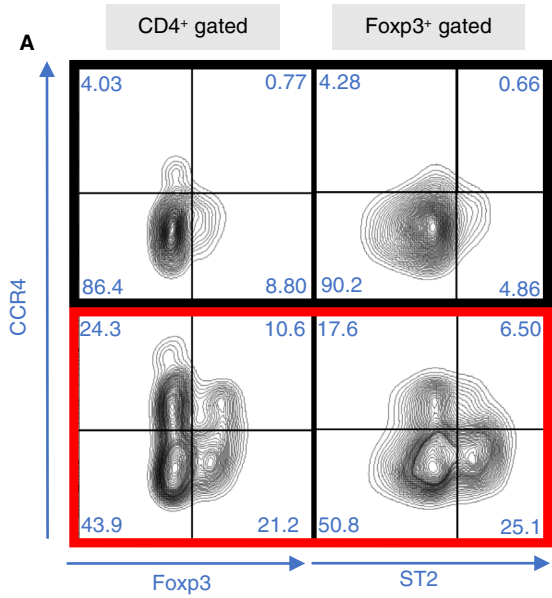 A
CD4⁺ gated
Foxp3⁺ gated
4.03
0.77
4.28
0.66
86.4
8.80
90.2
4.86
24.3
10.6
17.6
6.50
43.9
21.2
50.8
25.1
CCR4
Foxp3
ST2